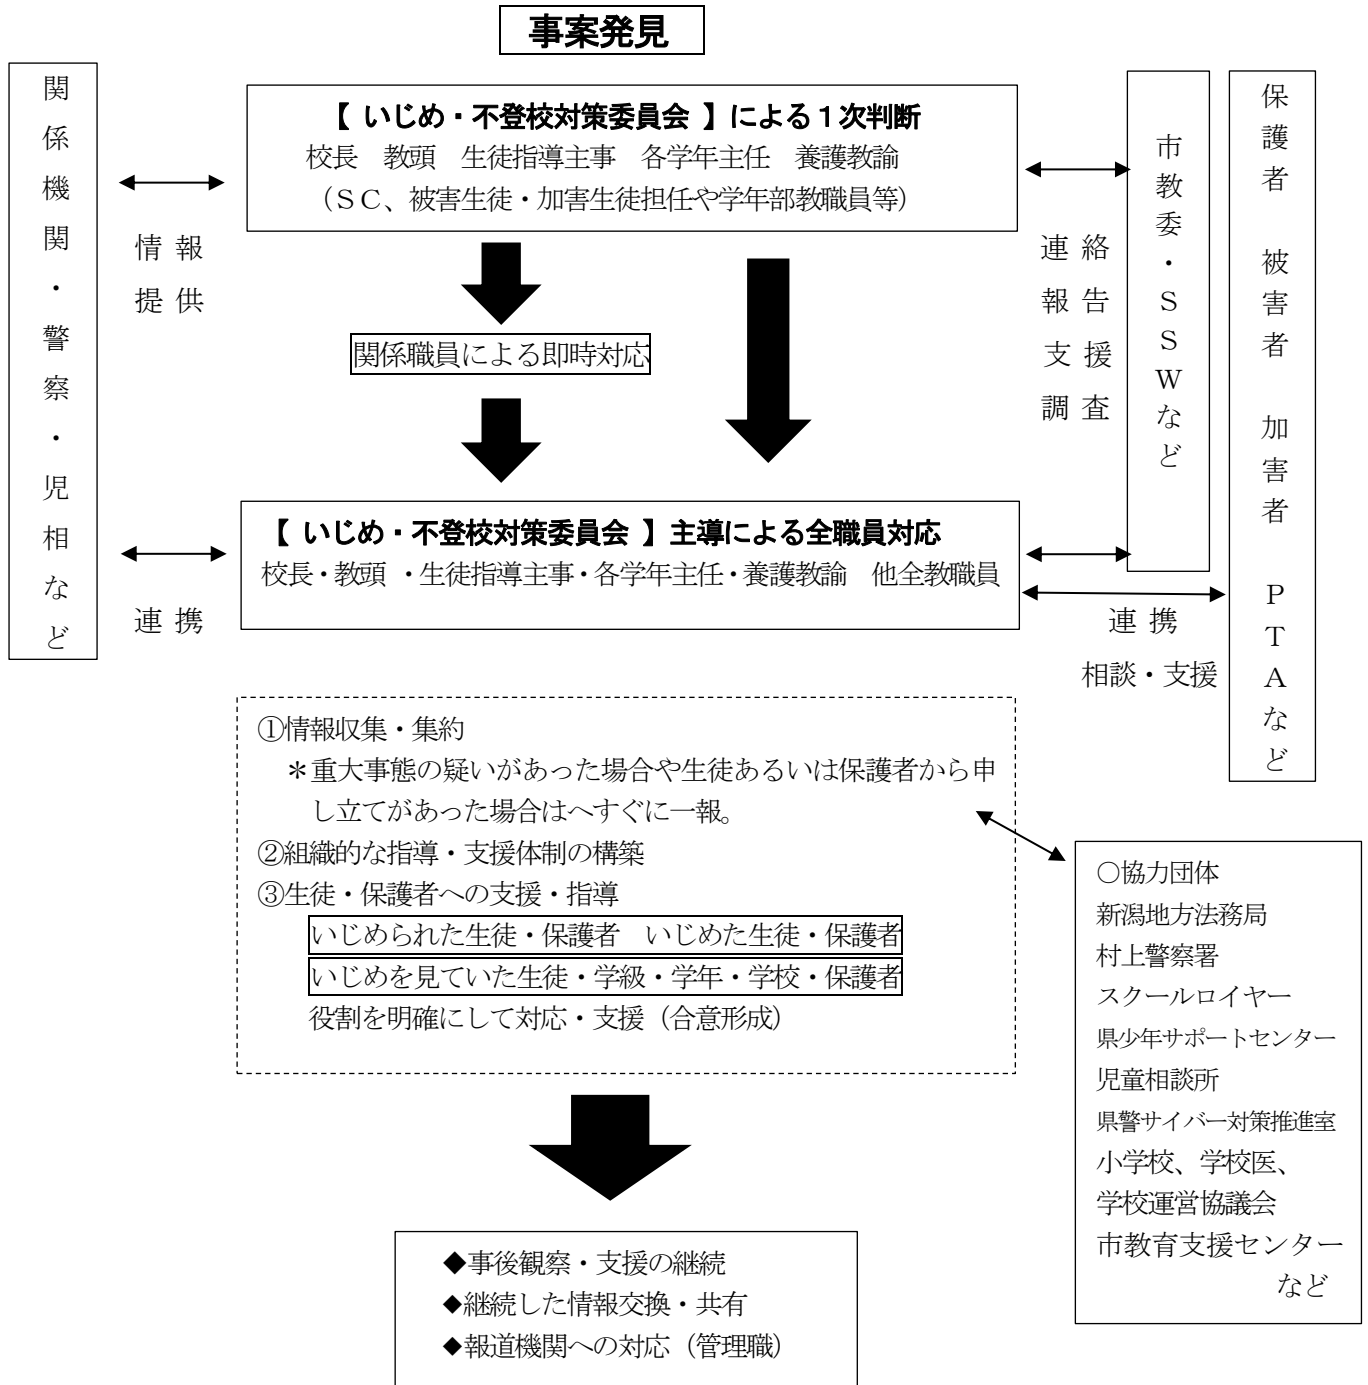 事案発見
関係機関・警察・児相など
【 いじめ・不登校対策委員会 】による1次判断
校長　教頭　生徒指導主事　各学年主任　養護教諭
（ＳＣ、被害生徒・加害生徒担任や学年部教職員等）
情報
提供
連絡
報告
支援
調査
市教委・ＳＳＷなど
保護者　被害者　加害者　ＰＴＡなど
関係職員による即時対応
【 いじめ・不登校対策委員会 】主導による全職員対応
校長・教頭 ・生徒指導主事・各学年主任・養護教諭　他全教職員
連携
連携
相談・支援
①情報収集・集約
＊重大事態の疑いがあった場合や生徒あるいは保護者から申
し立てがあった場合はへすぐに一報。
②組織的な指導・支援体制の構築
③生徒・保護者への支援・指導
いじめられた生徒・保護者　いじめた生徒・保護者
いじめを見ていた生徒・学級・学年・学校・保護者
役割を明確にして対応・支援（合意形成）
○協力団体
新潟地方法務局
村上警察署
スクールロイヤー
県少年サポートセンター
児童相談所
県警サイバー対策推進室
小学校、学校医、
学校運営協議会
市教育支援センター
など
◆事後観察・支援の継続
◆継続した情報交換・共有
◆報道機関への対応（管理職）